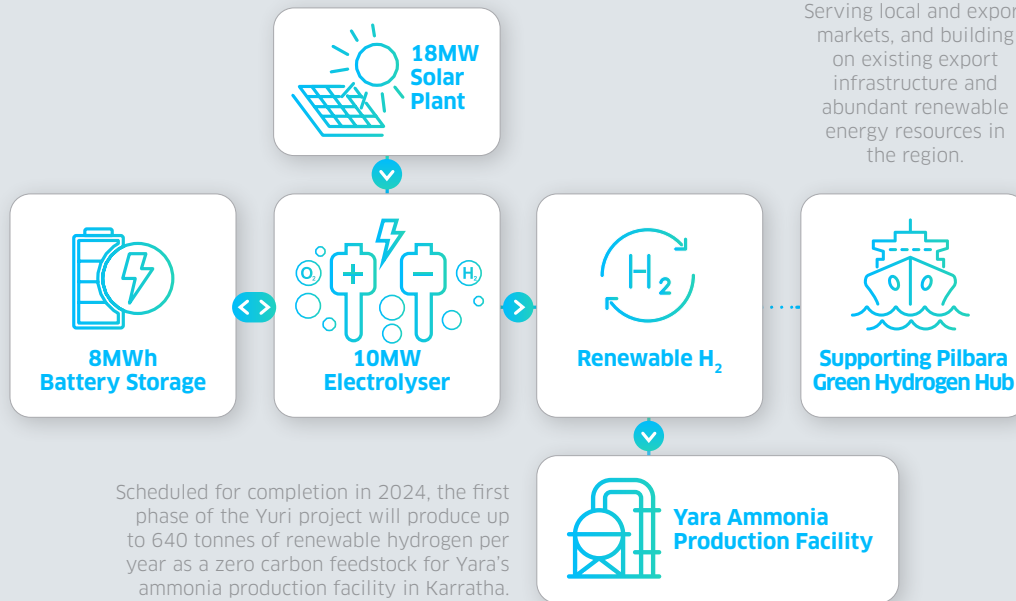 18MW
Solar
Plant
Serving local and expor
markets, and building
on existing export
infrastructure and
abundant renewable
energy resources in
the region.
8MWh
Battery Storage
O₂
+
−
H₂
10MW
Electrolyser
H₂
Renewable H₂
Supporting Pilbara
Green Hydrogen Hub
Scheduled for completion in 2024, the first
phase of the Yuri project will produce up
to 640 tonnes of renewable hydrogen per
year as a zero carbon feedstock for Yara’s
ammonia production facility in Karratha.
Yara Ammonia
Production Facility